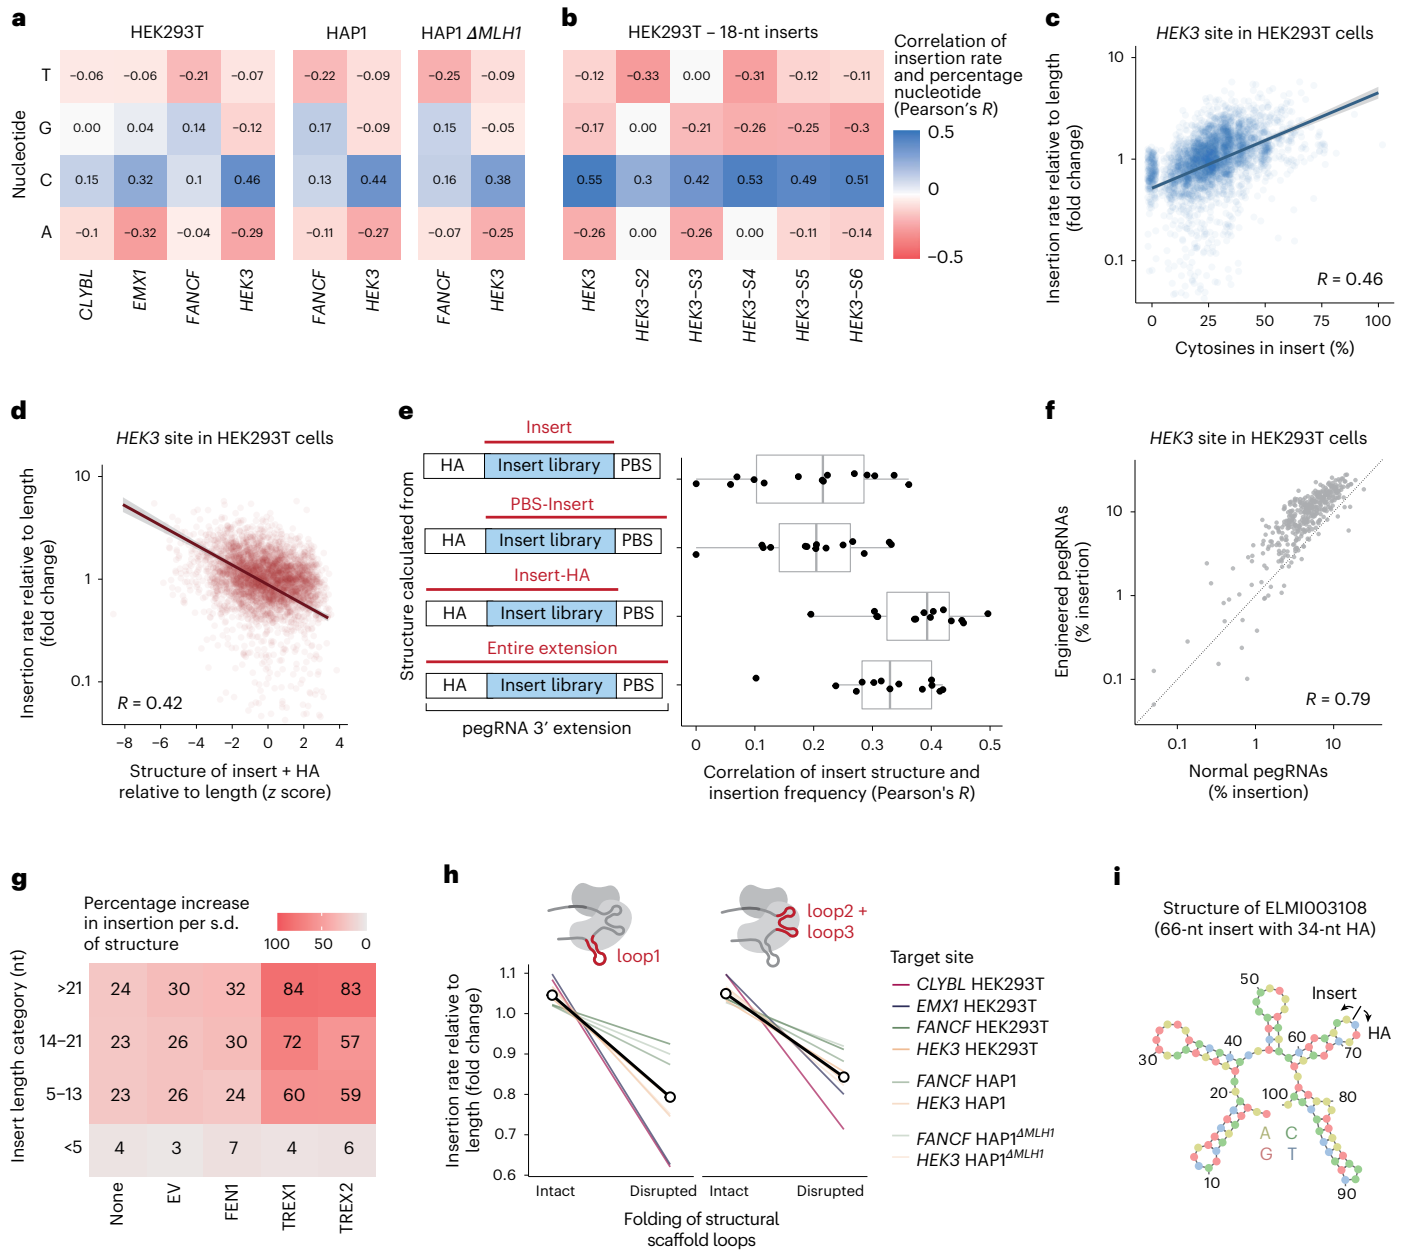 a
HEK293T
HAP1
HAP1 ΔMLH1
Nucleotide
T
−0.06 −0.06 −0.21 −0.07 −0.22 −0.09 −0.25 −0.09
G
0.00 0.04 0.14 −0.12 0.17 −0.09 0.15 −0.05
C
0.15 0.32 0.1 0.46 0.13 0.44 0.16 0.38
A
−0.1 −0.32 −0.04 −0.29 −0.11 −0.27 −0.07 −0.25
CLYBL EMX1 FANCF HEK3 FANCF HEK3 FANCF HEK3
b
HEK293T – 18-nt inserts
−0.12 −0.33 0.00 −0.31 −0.12 −0.11
−0.17 0.00 −0.21 −0.26 −0.25 −0.3
0.55 0.3 0.42 0.53 0.49 0.51
−0.26 0.00 −0.26 0.00 −0.11 −0.14
HEK3 HEK3–S2 HEK3–S3 HEK3–S4 HEK3–S5 HEK3–S6
Correlation of
insertion rate
and percentage
nucleotide
(Pearson's R)
0.5
0
−0.5
c
HEK3 site in HEK293T cells
Insertion rate relative to length
(fold change)
10
1
0.1
R = 0.46
0 25 50 75 100
Cytosines in insert (%)
d
HEK3 site in HEK293T cells
Insertion rate relative to length
(fold change)
10
1
0.1
R = 0.42
−8 −6 −4 −2 0 2 4
Structure of insert + HA
relative to length (z score)
e
Structure calculated from
Insert
HA Insert library PBS
PBS-Insert
HA Insert library PBS
Insert-HA
HA Insert library PBS
Entire extension
HA Insert library PBS
pegRNA 3′ extension
0 0.1 0.2 0.3 0.4 0.5
Correlation of insert structure and
insertion frequency (Pearson's R)
f
HEK3 site in HEK293T cells
Engineered pegRNAs
(% insertion)
10
1
0.1
R = 0.79
0.1 1 10
Normal pegRNAs
(% insertion)
g
Percentage increase
in insertion per s.d.
of structure
100 50 0
Insert length category (nt)
>21 24 30 32 84 83
14–21 23 26 30 72 57
5–13 23 26 24 60 59
<5 4 3 7 4 6
None EV FEN1 TREX1 TREX2
h
loop1
loop2 +
loop3
Insertion rate relative to
length (fold change)
1.1
1.0
0.9
0.8
0.7
0.6
Intact Disrupted Intact Disrupted
Folding of structural
scaffold loops
Target site
CLYBL HEK293T
EMX1 HEK293T
FANCF HEK293T
HEK3 HEK293T
FANCF HAP1
HEK3 HAP1
FANCF HAP1ΔMLH1
HEK3 HAP1ΔMLH1
i
Structure of ELMI003108
(66-nt insert with 34-nt HA)
50
Insert
HA
30
40
60
70
20
100
80
A C
G T
10
90